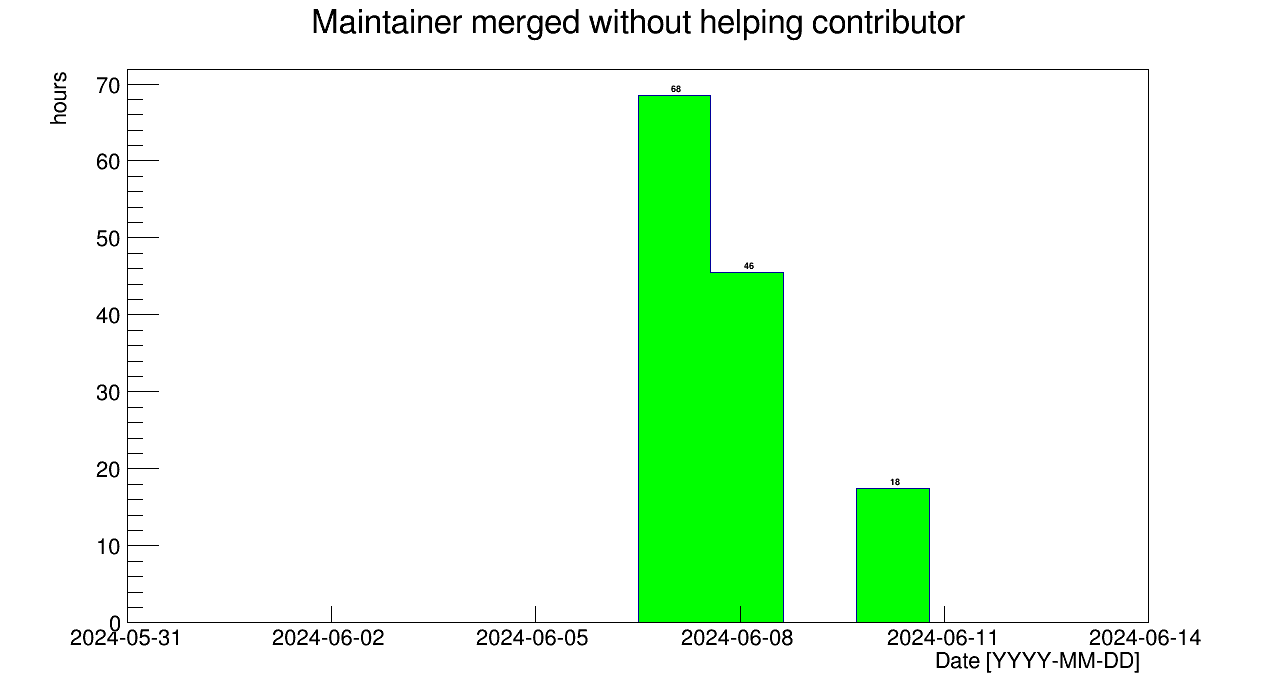 Maintainer merged without helping contributor
hours
70
60
50
40
30
20
10
0
68
46
18
2024-05-31 2024-06-02 2024-06-05 2024-06-08 2024-06-11 2024-06-14
Date [YYYY-MM-DD]